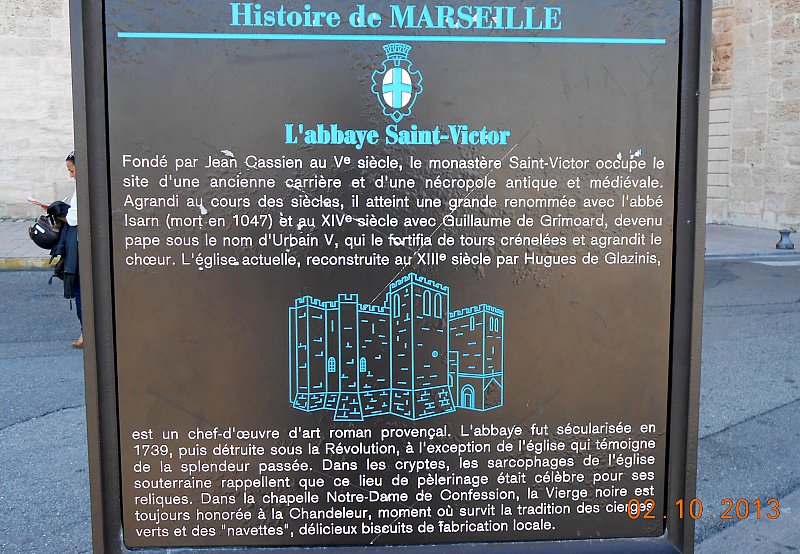 Histoire de MARSEILLE
L'abbaye Saint-Victor
Fondé par Jean Cassien au Ve siècle, le monastère Saint-Victor occupe le
site d'une ancienne carrière et d'une nécropole antique et médiévale.
Agrandi au cours des siècles, il atteint une grande renommée avec l'abbé
Isarn (mort en 1047) et au XIVe siècle avec Guillaume de Grimoard, devenu
pape sous le nom d'Urbain V, qui le fortifia de tours crénelées et agrandit le
chœur. L'église actuelle, reconstruite au XIIIe siècle par Hugues de Glazinis,
est un chef-d'œuvre d'art roman provençal. L'abbaye fut sécularisée en
1739, puis détruite sous la Révolution, à l'exception de l'église qui témoigne
de la splendeur passée. Dans les cryptes, les sarcophages de l'église
souterraine rappellent que ce lieu de pèlerinage était célèbre pour ses
reliques. Dans la chapelle Notre-Dame de Confession, la Vierge noire est
toujours honorée à la Chandeleur, moment où survit la tradition des cierges
verts et des "navettes", délicieux biscuits de fabrication locale.
02.10.2013